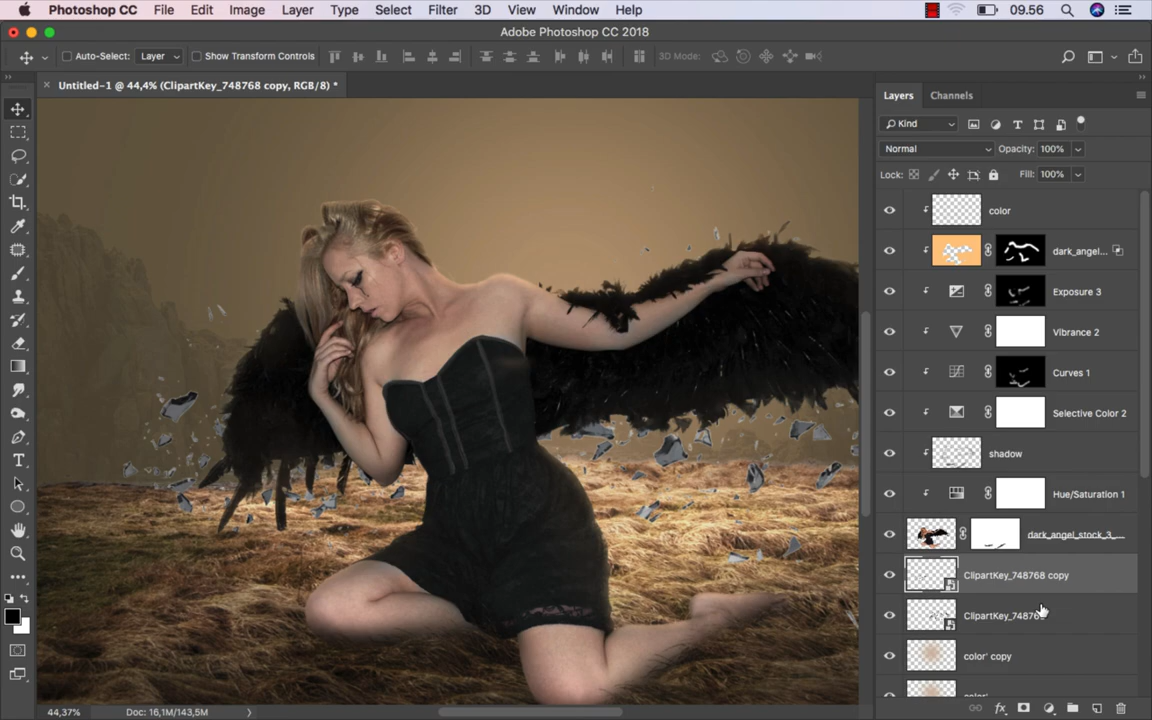 Photoshop CC File Edit Image Layer Type Select Filter 3D View Window Help 09.56
Adobe Photoshop CC 2018
Auto-Select: Layer Show Transform Controls 3D Mode:
Untitled-1 @ 44,4% (ClipartKey_748768 copy, RGB/8) *
Layers Channels
Kind
Normal Opacity: 100%
Lock: Fill: 100%
color
dark_angel...
Exposure 3
Vibrance 2
Curves 1
Selective Color 2
shadow
Hue/Saturation 1
dark_angel_stock_3_...
ClipartKey_748768 copy
ClipartKey_748768
color' copy
color'
44,37% Doc: 16,1M/143,5M